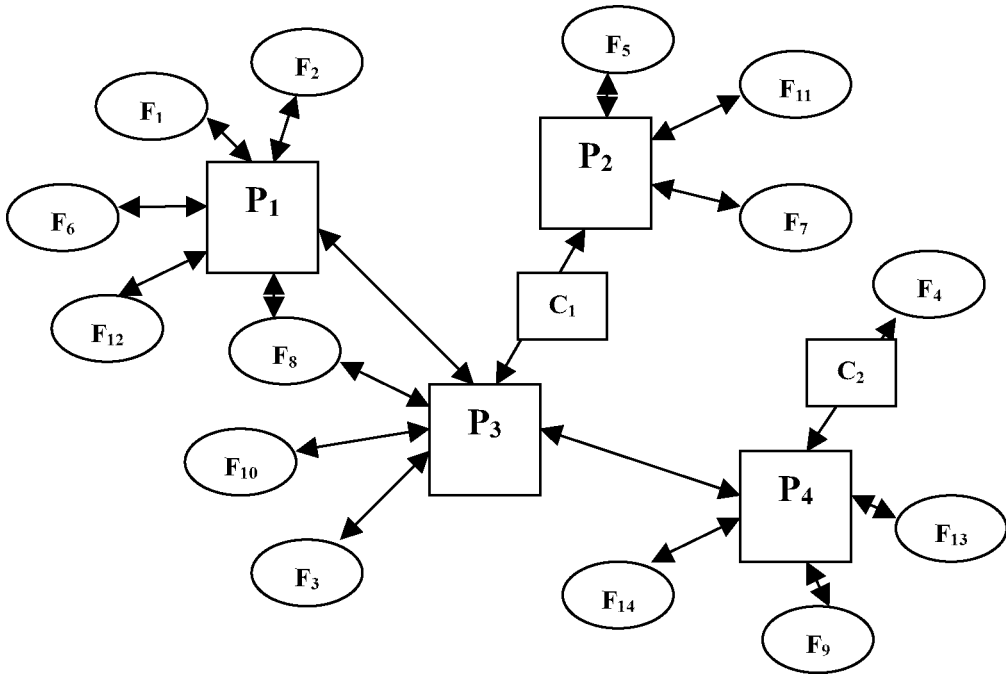 F₅
F₂
F₁₁
F₁
P₂
P₁
F₆
F₇
F₄
C₁
F₁₂
F₈
C₂
P₃
F₁₀
P₄
F₁₃
F₃
F₁₄
F₉